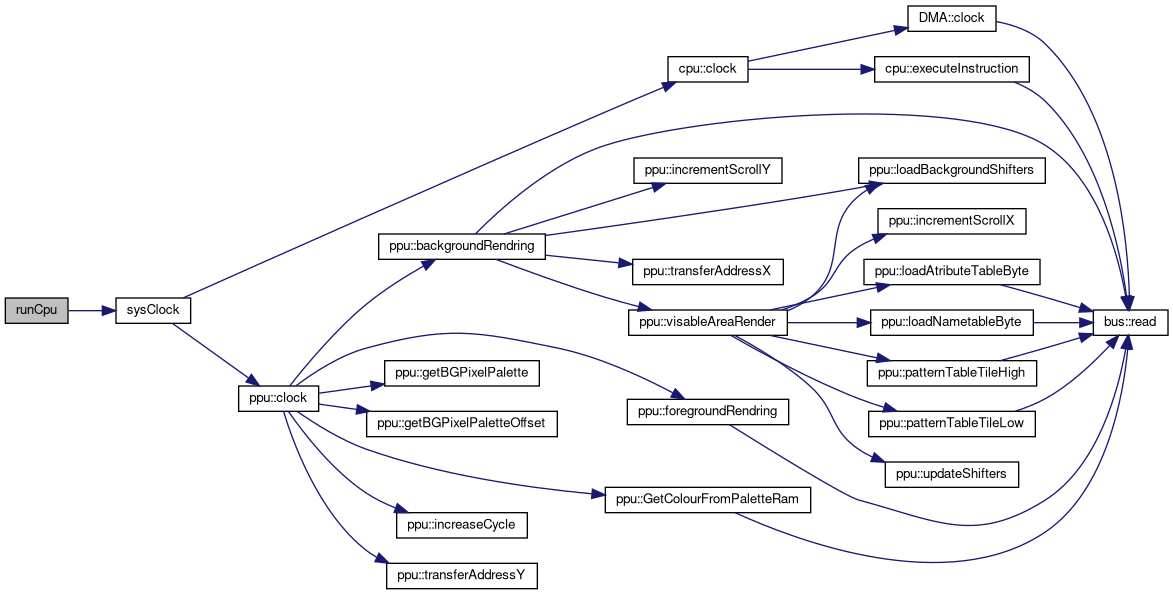 runCpu
sysClock
cpu::clock
DMA::clock
cpu::executeInstruction
ppu::clock
ppu::backgroundRendring
ppu::incrementScrollY
ppu::loadBackgroundShifters
ppu::transferAddressX
ppu::visableAreaRender
ppu::incrementScrollX
ppu::loadAtributeTableByte
ppu::loadNametableByte
bus::read
ppu::patternTableTileHigh
ppu::patternTableTileLow
ppu::updateShifters
ppu::getBGPixelPalette
ppu::getBGPixelPaletteOffset
ppu::foregroundRendring
ppu::GetColourFromPaletteRam
ppu::increaseCycle
ppu::transferAddressY